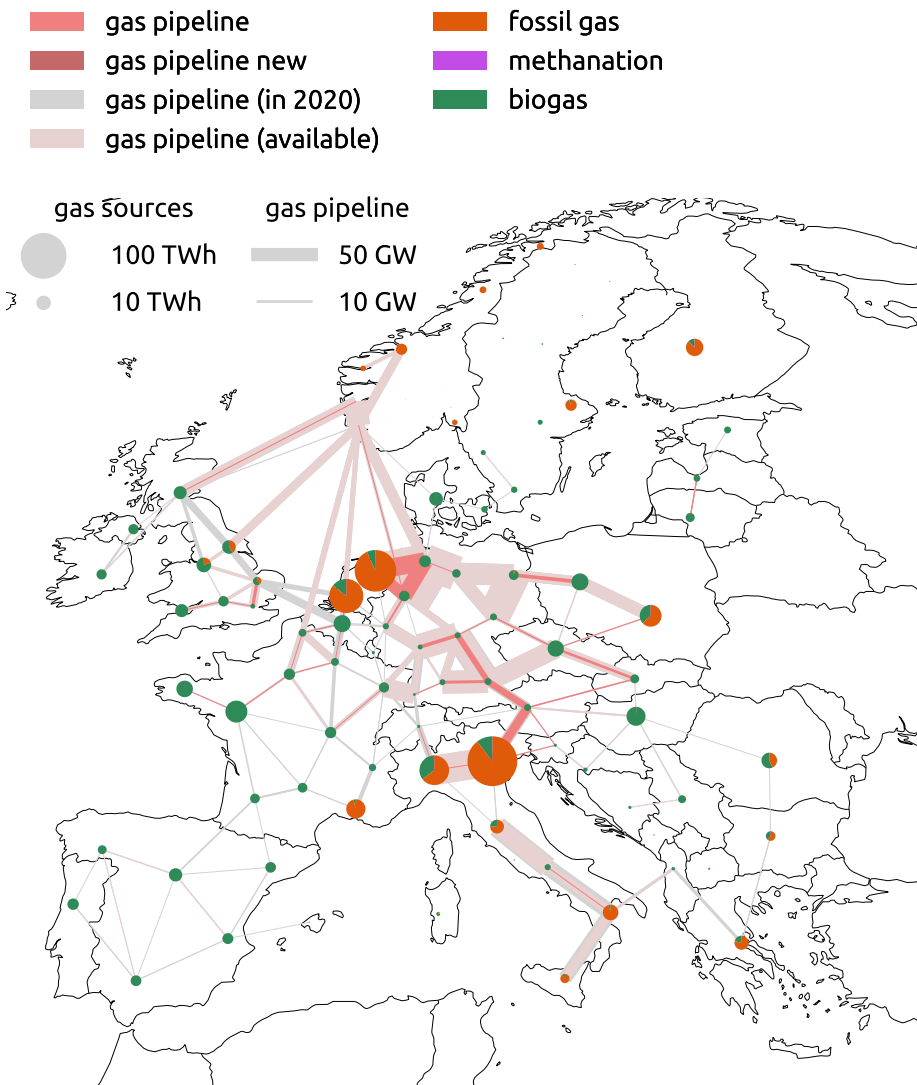 gas pipeline
gas pipeline new
gas pipeline (in 2020)
gas pipeline (available)
fossil gas
methanation
biogas
gas sources
100 TWh
10 TWh
gas pipeline
50 GW
10 GW